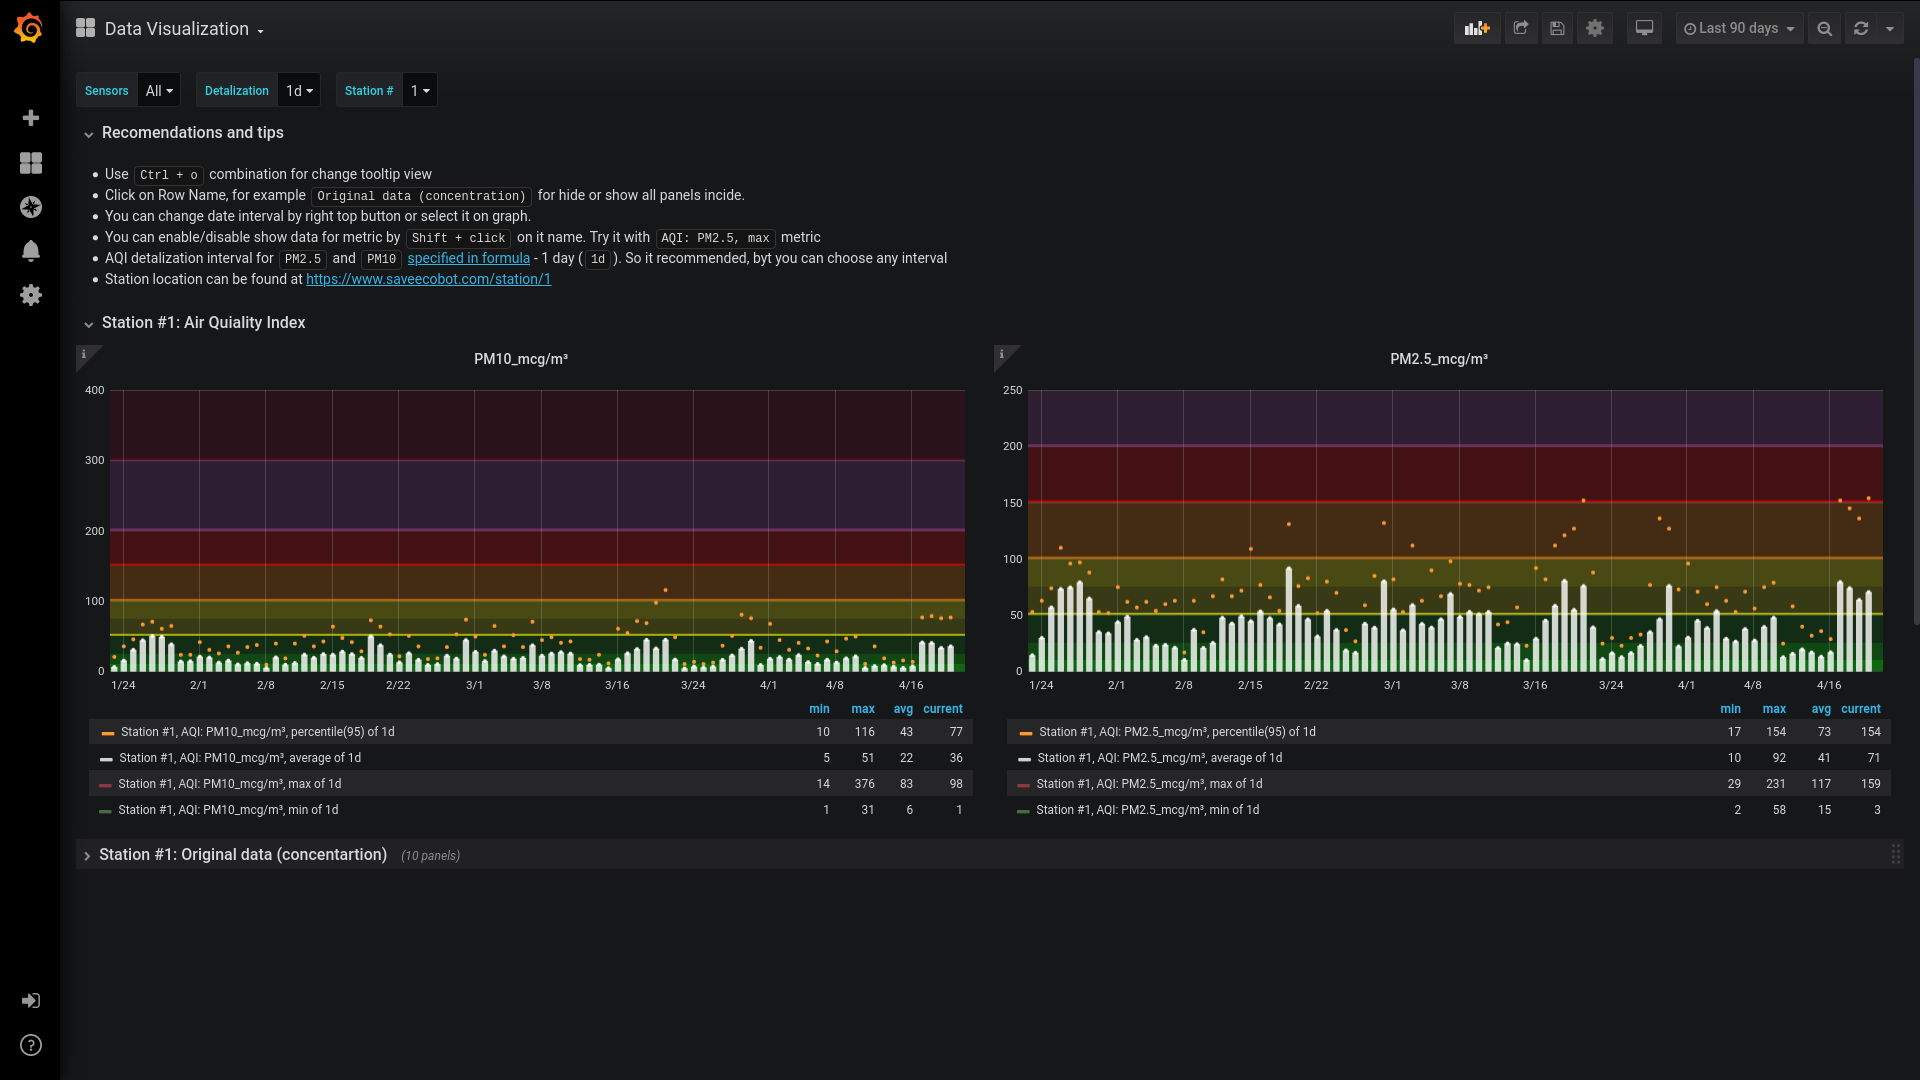 Data Visualization
Last 90 days
Sensors All Detalization 1d Station # 1
Recomendations and tips
Use Ctrl + o combination for change tooltip view
Click on Row Name, for example Original data (concentration) for hide or show all panels incide.
You can change date interval by right top button or select it on graph.
You can enable/disable show data for metric by Shift + click on it name. Try it with AQI: PM2.5, max metric
AQI detalization interval for PM2.5 and PM10 specified in formula - 1 day ( 1d ). So it recommended, byt you can choose any interval
Station location can be found at https://www.saveecobot.com/station/1
Station #1: Air Quiality Index
PM10_mcg/m³
400
300
200
100
0
1/24 2/1 2/8 2/15 2/22 3/1 3/8 3/16 3/24 4/1 4/8 4/16
min max avg current
Station #1, AQI: PM10_mcg/m³, percentile(95) of 1d 10 116 43 77
Station #1, AQI: PM10_mcg/m³, average of 1d 5 51 22 36
Station #1, AQI: PM10_mcg/m³, max of 1d 14 376 83 98
Station #1, AQI: PM10_mcg/m³, min of 1d 1 31 6 1
PM2.5_mcg/m³
250
200
150
100
50
0
1/24 2/1 2/8 2/15 2/22 3/1 3/8 3/16 3/24 4/1 4/8 4/16
min max avg current
Station #1, AQI: PM2.5_mcg/m³, percentile(95) of 1d 17 154 73 154
Station #1, AQI: PM2.5_mcg/m³, average of 1d 10 92 41 71
Station #1, AQI: PM2.5_mcg/m³, max of 1d 29 231 117 159
Station #1, AQI: PM2.5_mcg/m³, min of 1d 2 58 15 3
Station #1: Original data (concentartion) (10 panels)